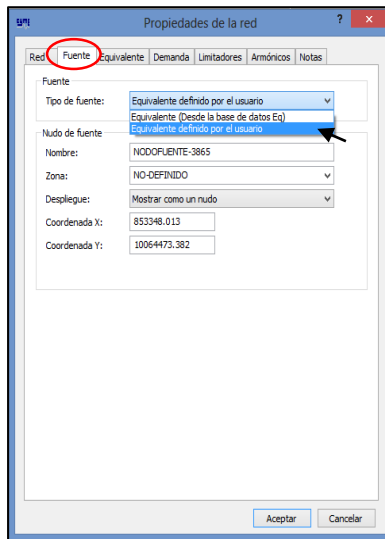 Propiedades de la red ? x
Red Fuente Equivalente Demanda Limitadores Armónicos Notas
Fuente
Tipo de fuente: Equivalente definido por el usuario
Equivalente (Desde la base de datos Eq)
Equivalente definido por el usuario
Nudo de fuente
Nombre: NODOFUENTE-3865
Zona: NO-DEFINIDO
Despliegue: Mostrar como un nudo
Coordenada X: 853348.013
Coordenada Y: 10064473.382
Aceptar Cancelar